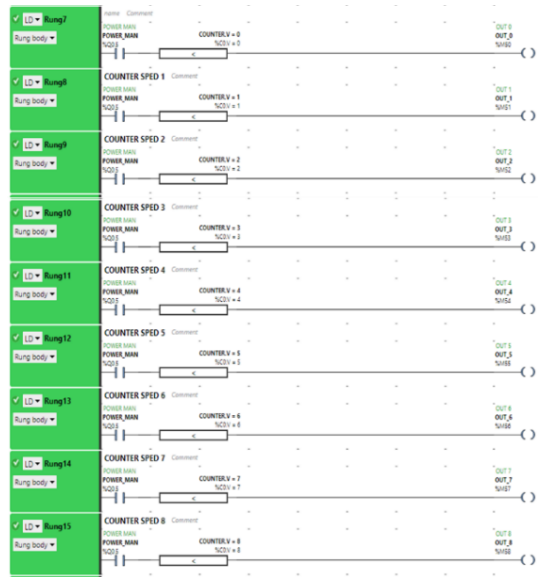 name Comment
LD Rung7
POWER MAN
OUT 0
POWER_MAN
COUNTER.V = 0
OUT_0
Rung body
%Q0.5
%C0.V = 0
%M50
<
COUNTER SPED 1 Comment
LD Rung8
POWER MAN
OUT 1
POWER_MAN
COUNTER.V = 1
OUT_1
Rung body
%Q0.5
%C0.V = 1
%M51
<
COUNTER SPED 2 Comment
LD Rung9
POWER MAN
OUT 2
POWER_MAN
COUNTER.V = 2
OUT_2
Rung body
%Q0.5
%C0.V = 2
%M52
<
COUNTER SPED 3 Comment
LD Rung10
POWER MAN
OUT 3
POWER_MAN
COUNTER.V = 3
OUT_3
Rung body
%Q0.5
%C0.V = 3
%M53
<
COUNTER SPED 4 Comment
LD Rung11
POWER MAN
OUT 4
POWER_MAN
COUNTER.V = 4
OUT_4
Rung body
%Q0.5
%C0.V = 4
%M54
<
COUNTER SPED 5 Comment
LD Rung12
POWER MAN
OUT 5
POWER_MAN
COUNTER.V = 5
OUT_5
Rung body
%Q0.5
%C0.V = 5
%M55
<
COUNTER SPED 6 Comment
LD Rung13
POWER MAN
OUT 6
POWER_MAN
COUNTER.V = 6
OUT_6
Rung body
%Q0.5
%C0.V = 6
%M56
<
COUNTER SPED 7 Comment
LD Rung14
POWER MAN
OUT 7
POWER_MAN
COUNTER.V = 7
OUT_7
Rung body
%Q0.5
%C0.V = 7
%M57
<
COUNTER SPED 8 Comment
LD Rung15
POWER MAN
OUT 8
POWER_MAN
COUNTER.V = 8
OUT_8
Rung body
%Q0.5
%C0.V = 8
%M58
<